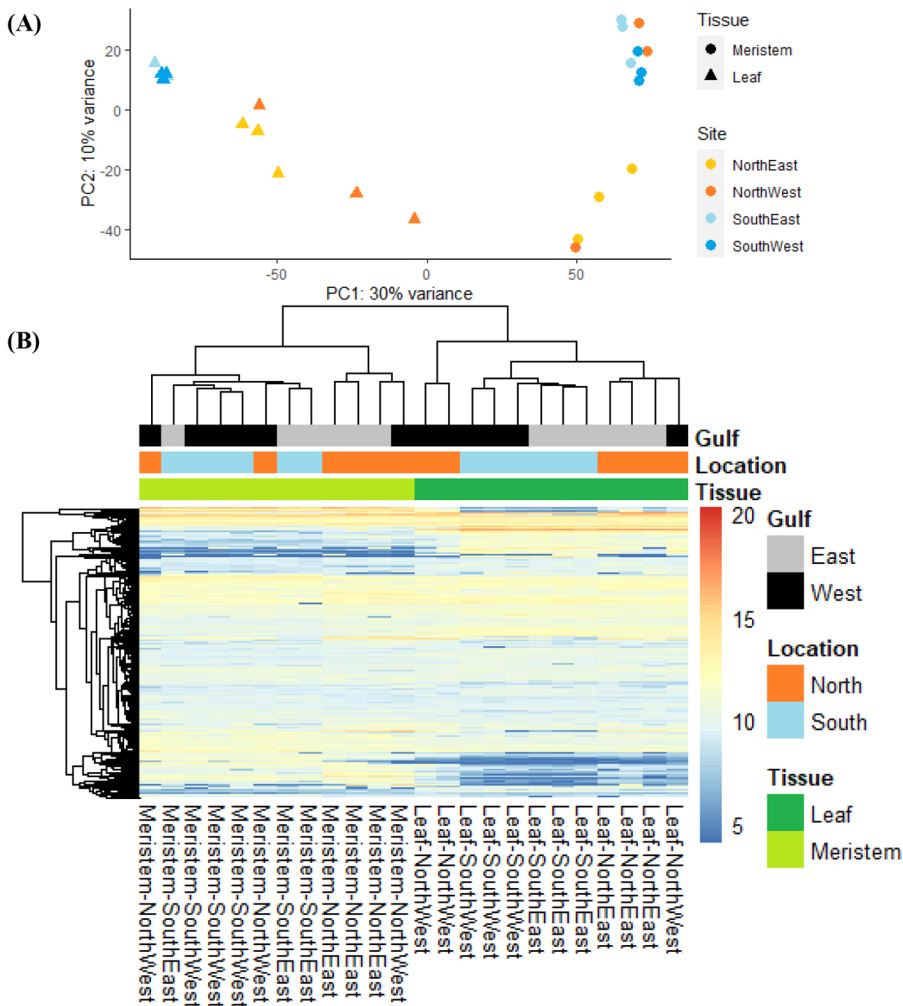 (A)
Tissue
Meristem
Leaf
Site
NorthEast
NorthWest
SouthEast
SouthWest
PC2: 10% variance
20
0
-20
-40
-50
0
50
PC1: 30% variance
(B)
Gulf
Location
Tissue
20
15
10
5
Gulf
East
West
Location
North
South
Tissue
Leaf
Meristem
Meristem-NorthWest
Meristem-SouthEast
Meristem-SouthWest
Meristem-SouthWest
Meristem-SouthWest
Meristem-NorthWest
Meristem-SouthEast
Meristem-SouthEast
Meristem-NorthEast
Meristem-NorthEast
Meristem-NorthEast
Meristem-NorthWest
Leaf-NorthWest
Leaf-NorthWest
Leaf-SouthWest
Leaf-SouthWest
Leaf-SouthWest
Leaf-SouthEast
Leaf-SouthEast
Leaf-SouthEast
Leaf-NorthEast
Leaf-NorthEast
Leaf-NorthEast
Leaf-NorthWest